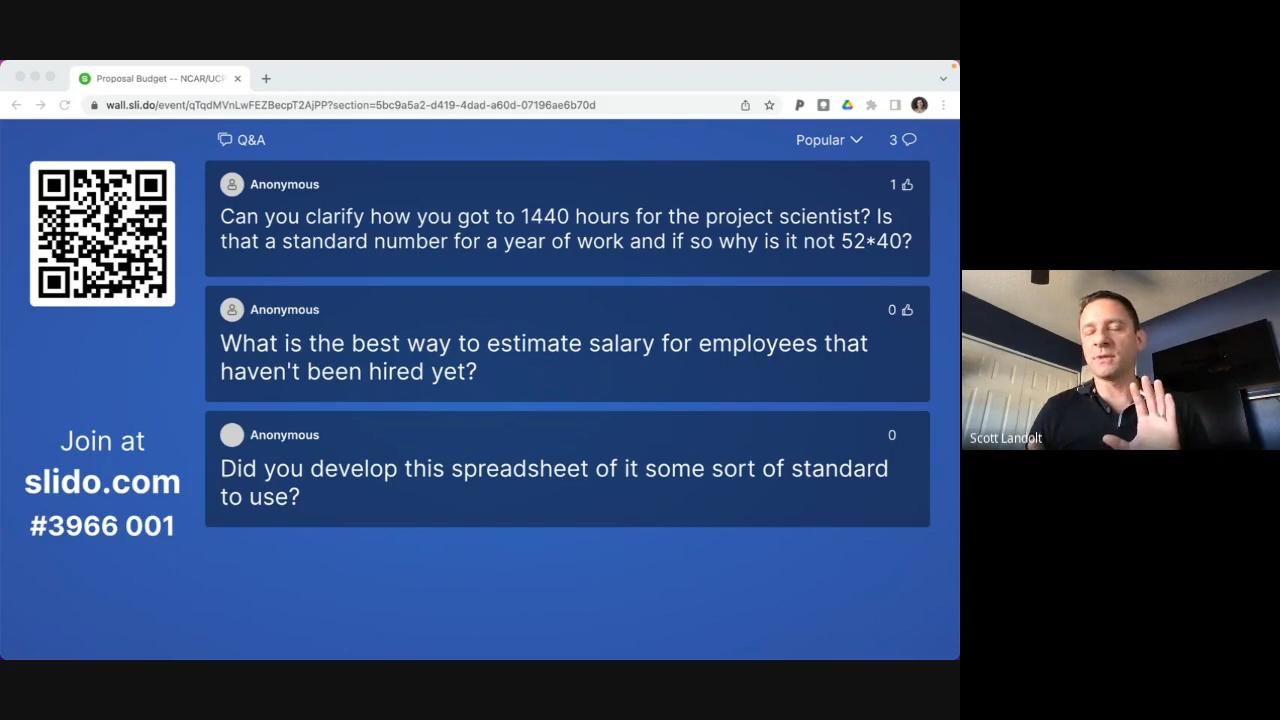 Proposal Budget -- NCAR/UCP
wall.sli.do/event/qTqdMVnLwFEZBecpT2AjPP?section=5bc9a5a2-d419-4dad-a60d-07196ae6b70d
Q&A
Popular
3
Anonymous
1
Can you clarify how you got to 1440 hours for the project scientist? Is
that a standard number for a year of work and if so why is it not 52*40?
Anonymous
0
What is the best way to estimate salary for employees that
haven't been hired yet?
Anonymous
0
Did you develop this spreadsheet of it some sort of standard
to use?
Join at
slido.com
#3966 001
Scott Landolt